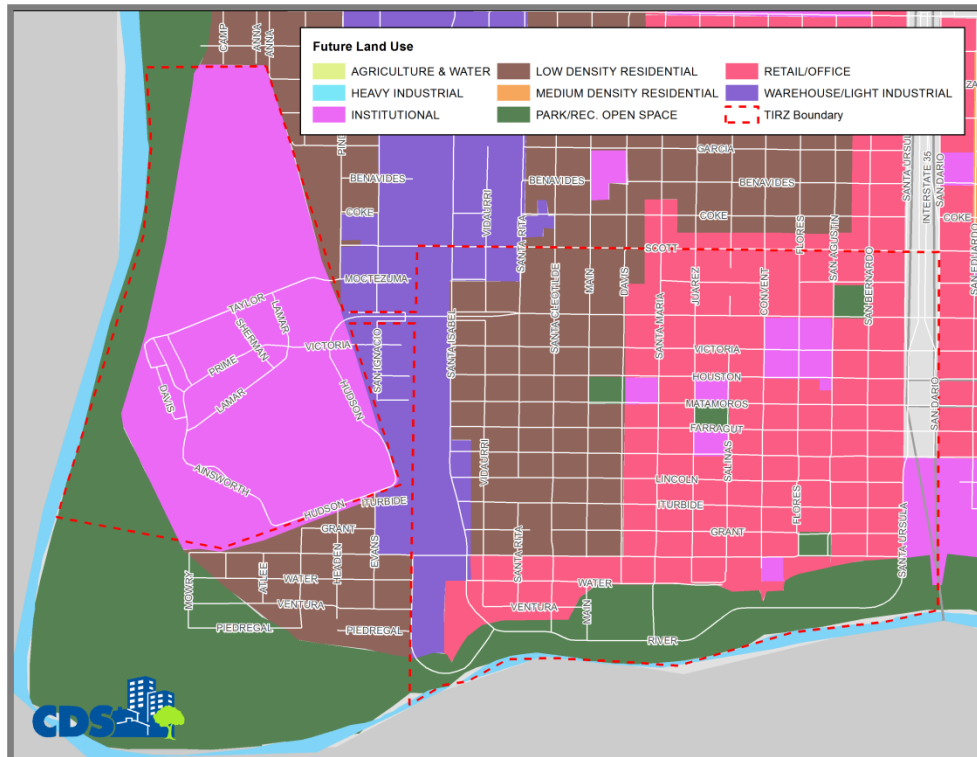 CAMP
ANNA
ANNA
Future Land Use
AGRICULTURE & WATER
LOW DENSITY RESIDENTIAL
RETAIL/OFFICE
HEAVY INDUSTRIAL
MEDIUM DENSITY RESIDENTIAL
WAREHOUSE/LIGHT INDUSTRIAL
INSTITUTIONAL
PARK/REC. OPEN SPACE
TIRZ Boundary
SANTA URSULA
INTERSTATE 35
SAN DARIO
GARCIA
BENAVIDES
BENAVIDES
BENAVIDES
COKE
COKE
COKE
VIDAURRI
SANTA RITA
SCOTT
FLORES
SAN AGUSTIN
SAN BERNARDO
SAN EDUARDO
MOCTEZUMA
SANTA CLEOTILDE
MAIN
DAVIS
SANTA MARIA
JUAREZ
CONVENT
TAYLOR
LAMAR
SHERMAN
PRIME
VICTORIA
SAN IGNACIO
SANTA ISABEL
VICTORIA
HOUSTON
DAVIS
LAMAR
HUDSON
MATAMOROS
FARRAGUT
SAN DARIO
AINSWORTH
VIDAURRI
SALINAS
LINCOLN
HUDSON
ITURBIDE
ITURBIDE
FLORES
GRANT
GRANT
SANTA RITA
SANTA URSULA
MOWRY
ATLEE
HEADEN
EVANS
WATER
WATER
VENTURA
VENTURA
MAIN
PIEDREGAL
PIEDREGAL
RIVER
CDS